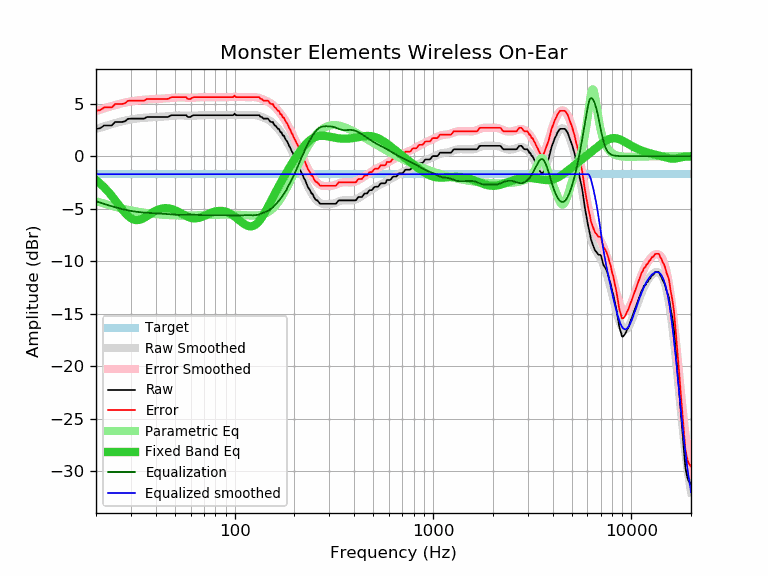 Monster Elements Wireless On-Ear
5
0
−5
−10
−15
−20
−25
−30
Amplitude (dBr)
Target
Raw Smoothed
Error Smoothed
Raw
Error
Parametric Eq
Fixed Band Eq
Equalization
Equalized smoothed
100
1000
10000
Frequency (Hz)